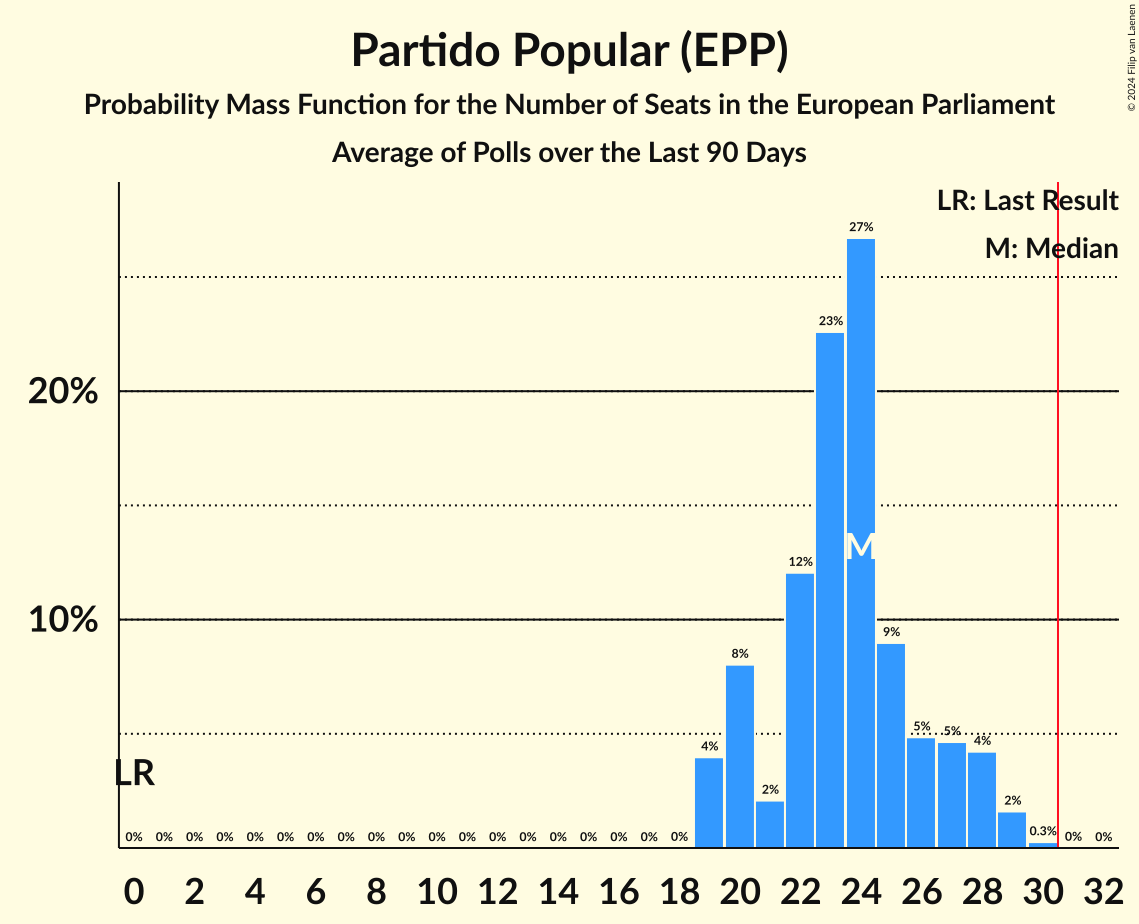 Partido Popular (EPP)
Probability Mass Function for the Number of Seats in the European Parliament
Average of Polls over the Last 90 Days
© 2024 Filip van Laenen
LR: Last Result
M: Median
27%
23%
20%
M
12%
10%
9%
8%
5%
5%
4%
4%
LR
2%
2%
0% 0% 0% 0% 0% 0% 0% 0% 0% 0% 0% 0% 0% 0% 0% 0% 0% 0% 0% 0.3% 0% 0%
0 2 4 6 8 10 12 14 16 18 20 22 24 26 28 30 32